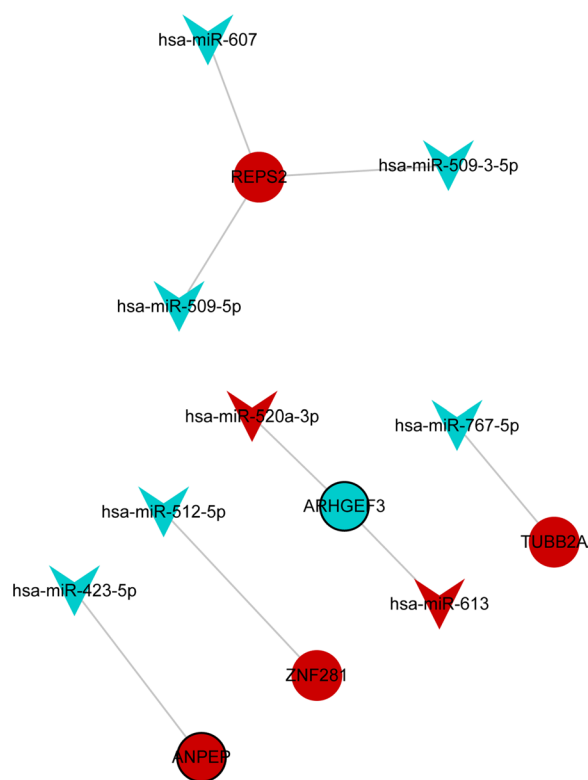 hsa-miR-607
hsa-miR-509-3-5p
REPS2
hsa-miR-509-5p
hsa-miR-520a-3p
hsa-miR-767-5p
ARHGEF3
hsa-miR-512-5p
TUBB2A
hsa-miR-423-5p
hsa-miR-613
ZNF281
ANPEP